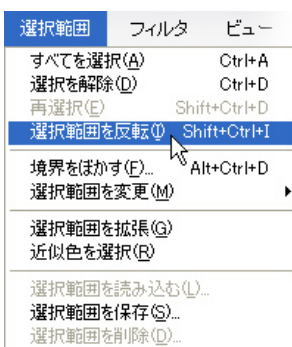 選択範囲 フィルタ ビュー
すべてを選択(A) Ctrl+A
選択を解除(D) Ctrl+D
再選択(E) Shift+Ctrl+D
選択範囲を反転(I) Shift+Ctrl+I
境界をぼかす(F)... Alt+Ctrl+D
選択範囲を変更(M)
選択範囲を拡張(G)
近似色を選択(R)
選択範囲を読み込む(L)...
選択範囲を保存(S)...
選択範囲を削除(D)...